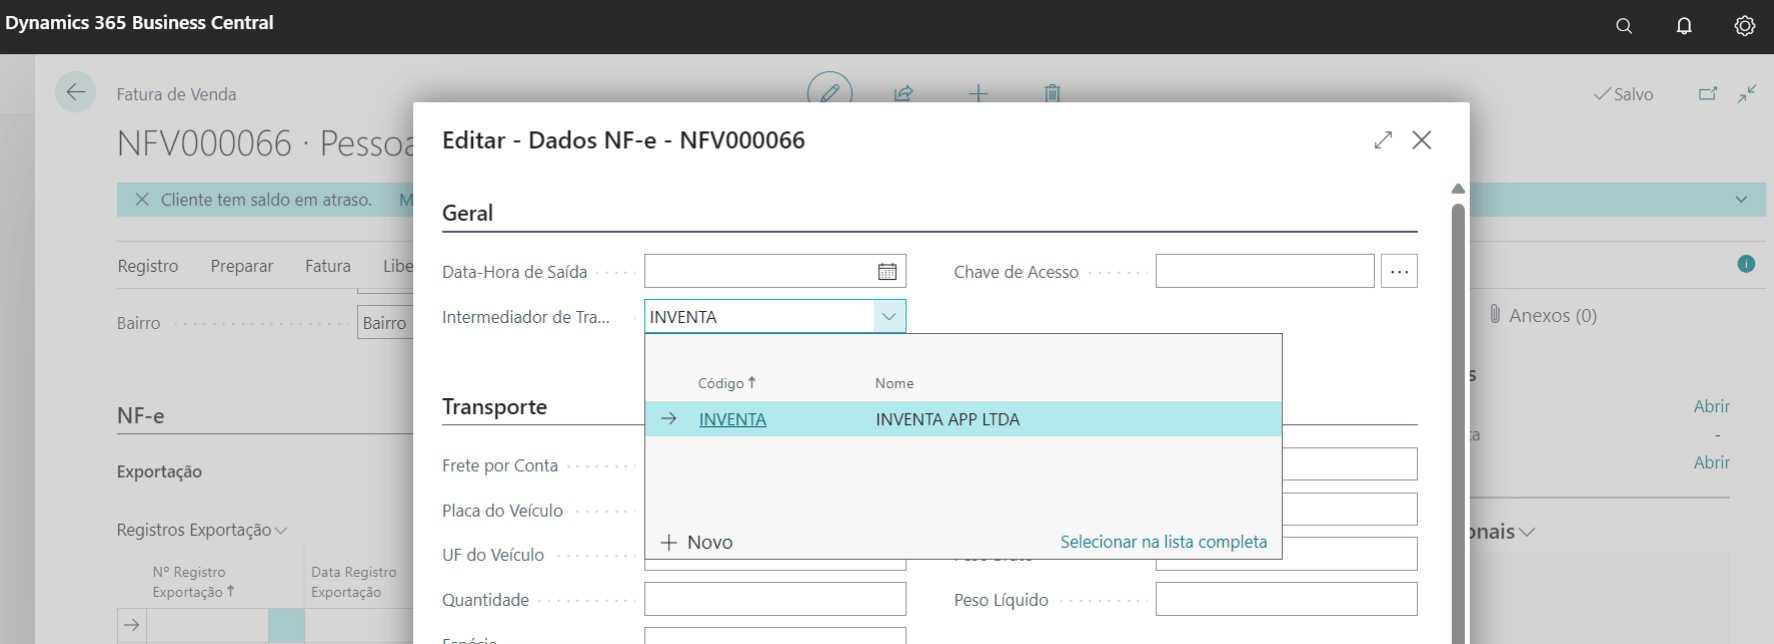 Dynamics 365 Business Central
Fatura de Venda
Salvo
NFV000066 · Pessoa
Cliente tem saldo em atraso. M
Registro Preparar Fatura Libe
Bairro Bairro
NF-e
Exportação
Registros Exportação
Nº Registro Exportação
Data Registro Exportação
Editar - Dados NF-e - NFV000066
Geral
Data-Hora de Saída
Chave de Acesso
Intermediador de Tra... INVENTA
Código Nome
INVENTA INVENTA APP LTDA
Novo Selecionar na lista completa
Transporte
Frete por Conta
Placa do Veículo
UF do Veículo
Quantidade
Peso Líquido
Anexos (0)
s
Abrir
ta -
Abrir
onais